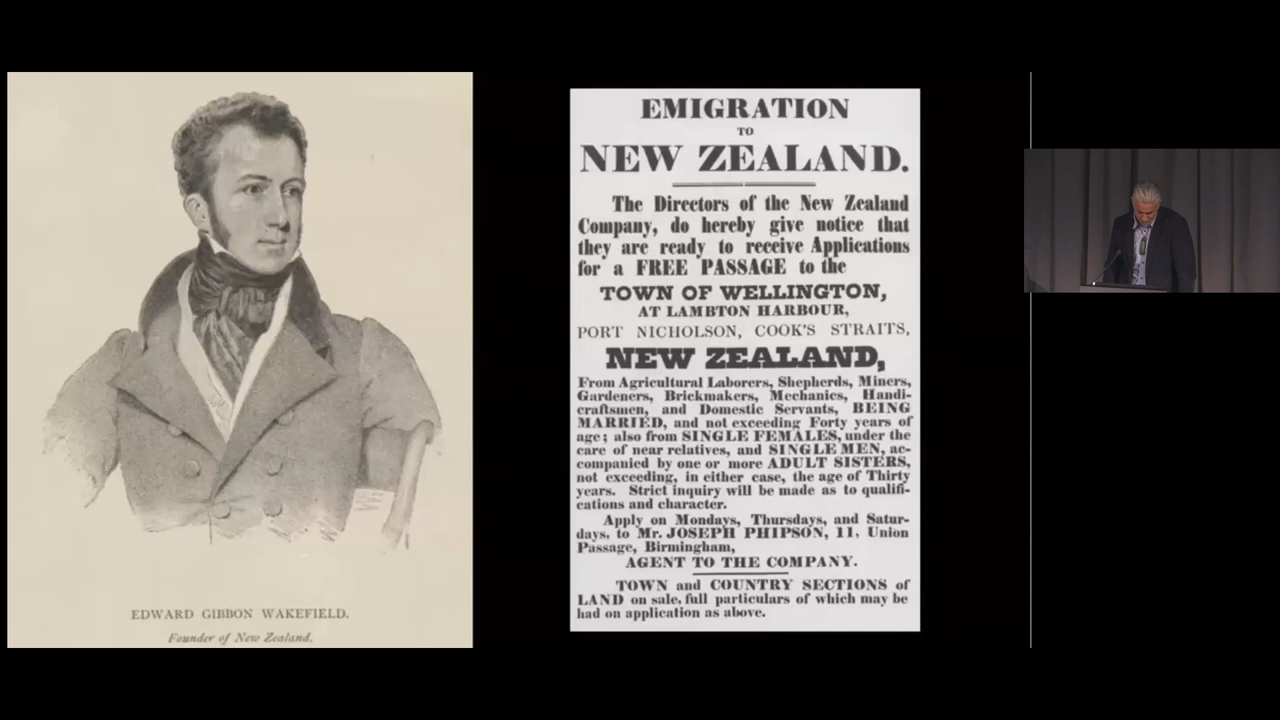 EDWARD GIBBON WAKEFIELD.
Founder of New Zealand.
EMIGRATION
TO
NEW ZEALAND.
The Directors of the New Zealand
Company, do hereby give notice that
they are ready to receive Applications
for a FREE PASSAGE to the
TOWN OF WELLINGTON,
AT LAMBTON HARBOUR,
PORT NICHOLSON, COOK'S STRAITS,
NEW ZEALAND,
From Agricultural Laborers, Shepherds, Miners,
Gardeners, Brickmakers, Mechanics, Handi-
craftsmen, and Domestic Servants, BEING
MARRIED, and not exceeding Forty years of
age; also from SINGLE FEMALES, under the
care of near relatives, and SINGLE MEN, ac-
companied by one or more ADULT SISTERS,
not exceeding, in either case, the age of Thirty
years. Strict inquiry will be made as to qualifi-
cations and character.
Apply on Mondays, Thursdays, and Satur-
days, to Mr. JOSEPH PHIPSON, 11, Union
Passage, Birmingham,
AGENT TO THE COMPANY.
TOWN and COUNTRY SECTIONS of
LAND on sale, full particulars of which may be
had on application as above.